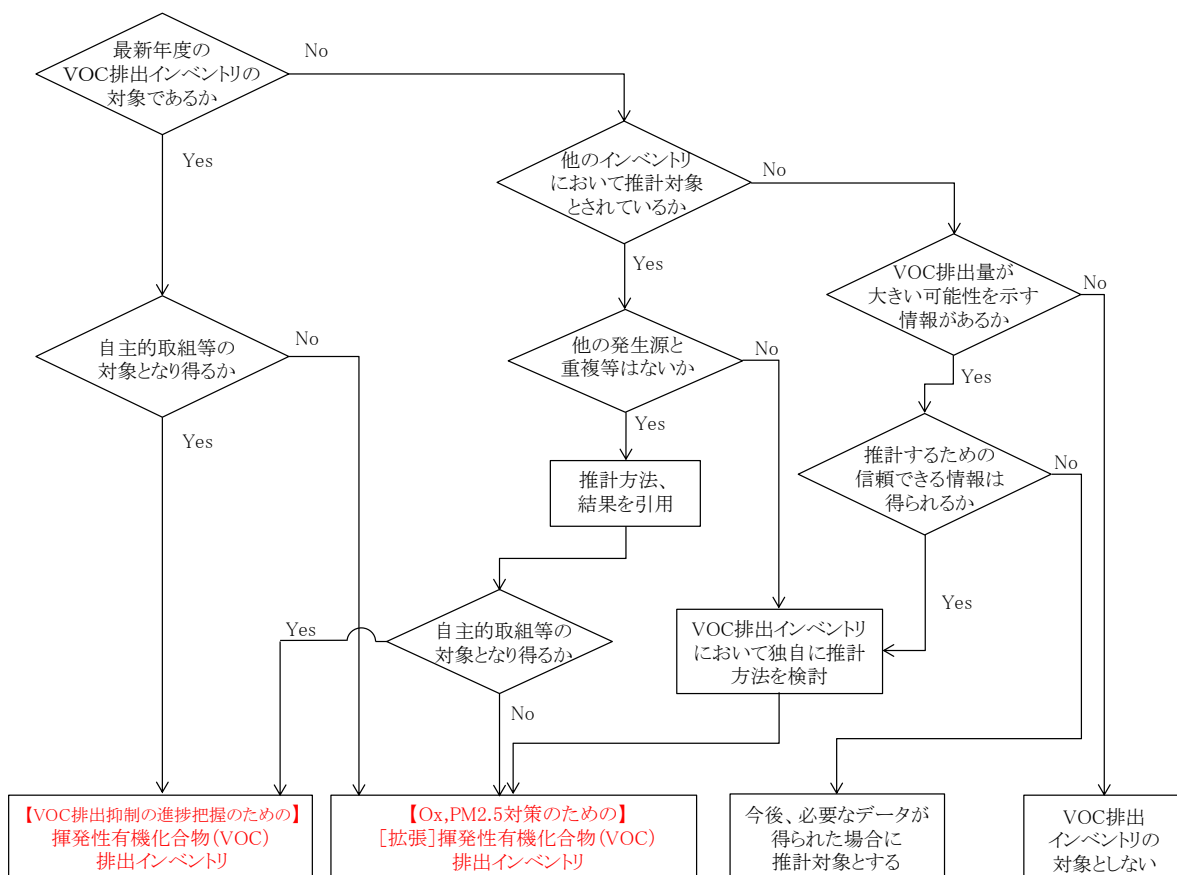 最新年度の
VOC排出インベントリの
対象であるか
No
Yes
他のインベントリ
において推計対象
とされているか
No
Yes
VOC排出量が
大きい可能性を示す
情報があるか
No
Yes
自主的取組等の
対象となり得るか
No
Yes
他の発生源と
重複等はないか
No
Yes
推計するための
信頼できる情報は
得られるか
No
Yes
推計方法、
結果を引用
自主的取組等の
対象となり得るか
Yes
No
VOC排出インベントリ
において独自に推計
方法を検討
【VOC排出抑制の進捗把握のための】
揮発性有機化合物(VOC)
排出インベントリ
【Ox,PM2.5対策のための】
[拡張]揮発性有機化合物(VOC)
排出インベントリ
今後、必要なデータが
得られた場合に
推計対象とする
VOC排出
インベントリの
対象としない